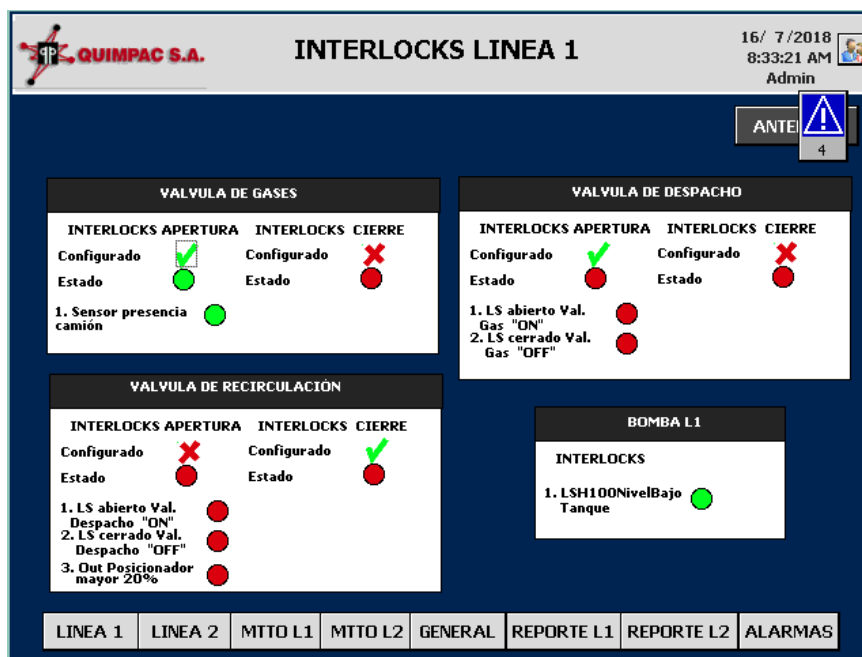 QUIMPAC S.A.
INTERLOCKS LINEA 1
16/ 7/2018
8:33:21 AM
Admin
4
VALVULA DE GASES
INTERLOCKS APERTURA INTERLOCKS CIERRE
Configurado Configurado
Estado Estado
1. Sensor presencia
camión
VALVULA DE DESPACHO
INTERLOCKS APERTURA INTERLOCKS CIERRE
Configurado Configurado
Estado Estado
1. LS abierto Val.
Gas "ON"
2. LS cerrado Val.
Gas "OFF"
VALVULA DE RECIRCULACIÓN
INTERLOCKS APERTURA INTERLOCKS CIERRE
Configurado Configurado
Estado Estado
1. LS abierto Val.
Despacho "ON"
2. LS cerrado Val.
Despacho "OFF"
3. Out Posicionador
mayor 20%
BOMBA L1
INTERLOCKS
1. LSH100NivelBajo
Tanque
LINEA 1 LINEA 2 MTTO L1 MTTO L2 GENERAL REPORTE L1 REPORTE L2 ALARMAS